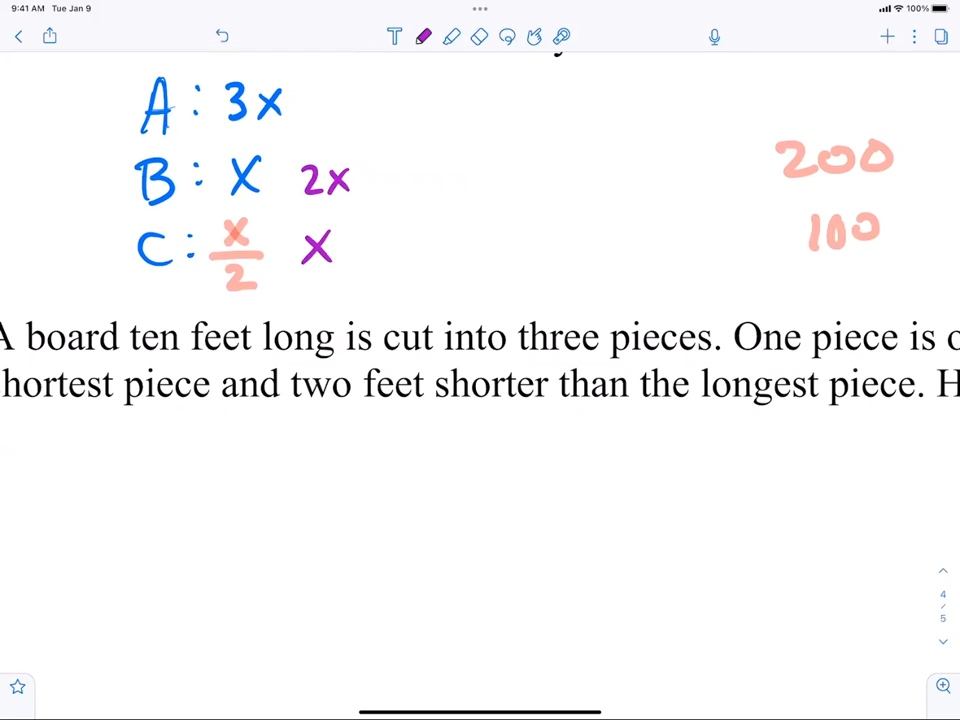 9:41 AM Tue Jan 9
100%
T
A: 3x
B: x 2x
200
C: x/2 x
100
A board ten feet long is cut into three pieces. One piece is
shortest piece and two feet shorter than the longest piece.
4
/
5